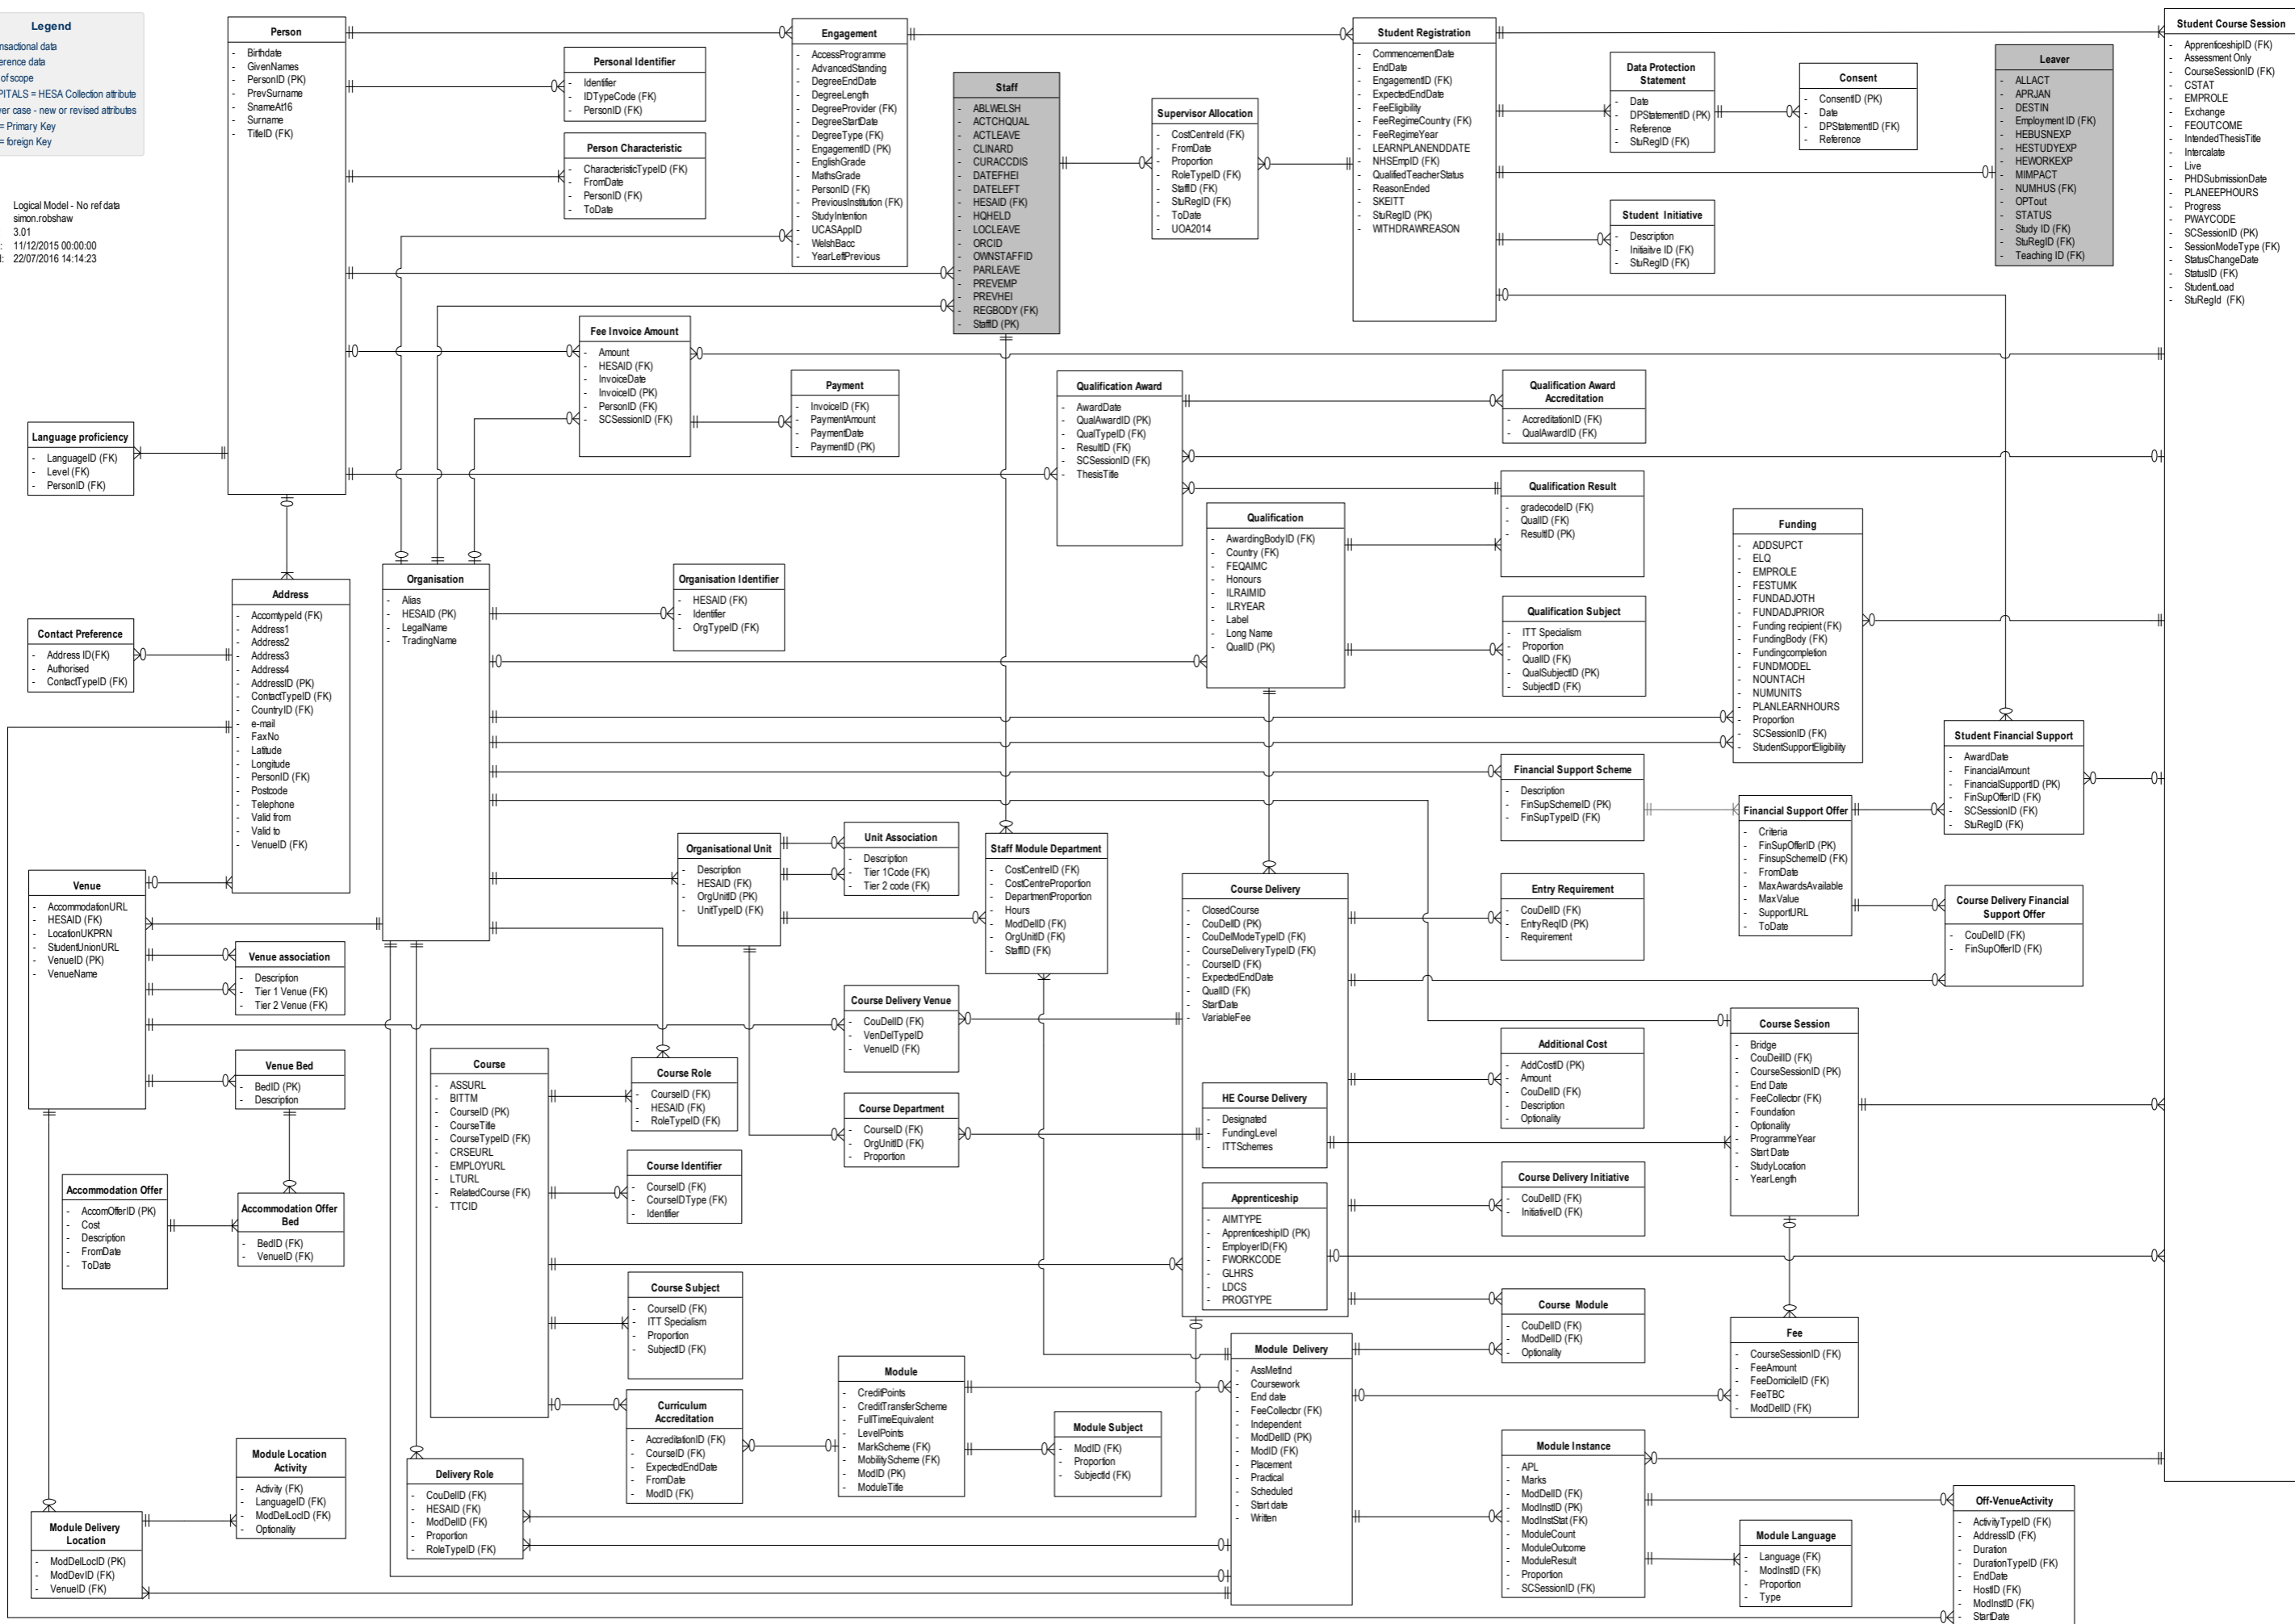 Legend
nsactional data
erence data
of scope
PITALS = HESA Collection attribute
er case - new or revised attributes
= Primary Key
= foreign Key
Logical Model - No ref data
simon.robshaw
3.01
11/12/2015 00:00:00
22/07/2016 14:14:23
Person
- Birthdate
- GivenNames
- PersonID (PK)
- PrevSurname
- SnameAt16
- Surname
- TitleID (FK)
Personal Identifier
- Identifier
- IDTypeCode (FK)
- PersonID (FK)
Person Characteristic
- CharacteristicTypeID (FK)
- FromDate
- PersonID (FK)
- ToDate
Engagement
- AccessProgramme
- AdvancedStanding
- DegreeEndDate
- DegreeLength
- DegreeProvider (FK)
- DegreeStartDate
- DegreeType (FK)
- EngagementID (PK)
- EnglishGrade
- MathsGrade
- PersonID (FK)
- PreviousInstitution (FK)
- StudyIntention
- UCASAppID
- WelshBacc
- YearLeftPrevious
Staff
- ABLWELSH
- ACTCHQUAL
- ACTLEAVE
- CLINARD
- CURACCDIS
- DATEFHEI
- DATELEFT
- HESAID (FK)
- HQHELD
- LOCLEAVE
- ORCID
- OWNSTAFFID
- PARLEAVE
- PREVEMP
- PREVHEI
- REGBODY (FK)
- StaffID (PK)
Supervisor Allocation
- CostCentreId (FK)
- FromDate
- Proportion
- RoleTypeID (FK)
- StaffID (FK)
- StuRegID (FK)
- ToDate
- UOA2014
Student Registration
- CommencementDate
- EndDate
- EngagementID (FK)
- ExpectedEndDate
- FeeEligibility
- FeeRegimeCountry (FK)
- FeeRegimeYear
- LEARNPLANENDDATE
- NHSEmpID (FK)
- QualifiedTeacherStatus
- ReasonEnded
- SKEITT
- StuRegID (PK)
- WITHDRAWREASON
Data Protection
Statement
- Date
- DPStatementID (PK)
- Reference
- StuRegID (FK)
Consent
- ConsentID (PK)
- Date
- DPStatementID (FK)
- Reference
Student Initiative
- Description
- Initiaitve ID (FK)
- StuRegID (FK)
Leaver
- ALLACT
- APRJAN
- DESTIN
- Employment ID (FK)
- HEBUSNEXP
- HESTUDYEXP
- HEWORKEXP
- MIMPACT
- NUMHUS (FK)
- OPTout
- STATUS
- Study ID (FK)
- StuRegID (FK)
- Teaching ID (FK)
Student Course Session
- ApprenticeshipID (FK)
- Assessment Only
- CourseSessionID (FK)
- CSTAT
- EMPROLE
- Exchange
- FEOUTCOME
- IntendedThesisTitle
- Intercalate
- Live
- PHDSubmissionDate
- PLANEEPHOURS
- Progress
- PWAYCODE
- SCSessionID (PK)
- SessionModeType (FK)
- StatusChangeDate
- StatusID (FK)
- StudentLoad
- StuRegId (FK)
Fee Invoice Amount
- Amount
- HESAID (FK)
- InvoiceDate
- InvoiceID (PK)
- PersonID (FK)
- SCSessionID (FK)
Payment
- InvoiceID (FK)
- PaymentAmount
- PaymentDate
- PaymentID (PK)
Qualification Award
- AwardDate
- QualAwardID (PK)
- QualTypeID (FK)
- ResultID (FK)
- SCSessionID (FK)
- ThesisTitle
Qualification Award
Accreditation
- AccreditationID (FK)
- QualAwardID (FK)
Language proficiency
- LanguageID (FK)
- Level (FK)
- PersonID (FK)
Qualification Result
- gradecodeID (FK)
- QualID (FK)
- ResultID (PK)
Qualification
- AwardingBodyID (FK)
- Country (FK)
- FEQAIMC
- Honours
- ILRAIMID
- ILRYEAR
- Label
- Long Name
- QualID (PK)
Qualification Subject
- ITT Specialism
- Proportion
- QualID (FK)
- QualSubjectID (PK)
- SubjectID (FK)
Funding
- ADDSUPCT
- ELQ
- EMPROLE
- FESTUMK
- FUNDADJOTH
- FUNDADJPRIOR
- Funding recipient (FK)
- FundingBody (FK)
- Fundingcompletion
- FUNDMODEL
- NOUNTACH
- NUMUNITS
- PLANLEARNHOURS
- Proportion
- SCSessionID (FK)
- StudentSupportEligibility
Address
- AccomtypeId (FK)
- Address1
- Address2
- Address3
- Address4
- AddressID (PK)
- ContactTypeID (FK)
- CountryID (FK)
- e-mail
- FaxNo
- Latitude
- Longitude
- PersonID (FK)
- Postcode
- Telephone
- Valid from
- Valid to
- VenueID (FK)
Contact Preference
- Address ID(FK)
- Authorised
- ContactTypeID (FK)
Organisation
- Alias
- HESAID (PK)
- LegalName
- TradingName
Organisation Identifier
- HESAID (FK)
- Identifier
- OrgTypeID (FK)
Student Financial Support
- AwardDate
- FinancialAmount
- FinancialSupportID (PK)
- FinSupOfferID (FK)
- SCSessionID (FK)
- StuRegID (FK)
Financial Support Scheme
- Description
- FinSupSchemeID (PK)
- FinSupTypeID (FK)
Financial Support Offer
- Criteria
- FinSupOfferID (PK)
- FinsupSchemeID (FK)
- FromDate
- MaxAwardsAvailable
- MaxValue
- SupportURL
- ToDate
Course Delivery Financial
Support Offer
- CouDelID (FK)
- FinSupOfferID (FK)
Organisational Unit
- Description
- HESAID (FK)
- OrgUnitID (PK)
- UnitTypeID (FK)
Unit Association
- Description
- Tier 1Code (FK)
- Tier 2 code (FK)
Staff Module Department
- CostCentreID (FK)
- CostCentreProportion
- DepartmentProportion
- Hours
- ModDelID (FK)
- OrgUnitID (FK)
- StaffID (FK)
Course Delivery
- ClosedCourse
- CouDelID (PK)
- CouDelModeTypeID (FK)
- CourseDeliveryTypeID (FK)
- CourseID (FK)
- ExpectedEndDate
- QualID (FK)
- StartDate
- VariableFee
Entry Requirement
- CouDelID (FK)
- EntryReqID (PK)
- Requirement
Venue
- AccommodationURL
- HESAID (FK)
- LocationUKPRN
- StudentUnionURL
- VenueID (PK)
- VenueName
Venue association
- Description
- Tier 1 Venue (FK)
- Tier 2 Venue (FK)
Venue Bed
- BedID (PK)
- Description
Course Delivery Venue
- CouDelID (FK)
- VenDelTypeID
- VenueID (FK)
Course
- ASSURL
- BITTM
- CourseID (PK)
- CourseTitle
- CourseTypeID (FK)
- CRSEURL
- EMPLOYURL
- LTURL
- RelatedCourse (FK)
- TTCID
Course Role
- CourseID (FK)
- HESAID (FK)
- RoleTypeID (FK)
Course Department
- CourseID (FK)
- OrgUnitID (FK)
- Proportion
HE Course Delivery
- Designated
- FundingLevel
- ITTSchemes
Additional Cost
- AddCostID (PK)
- Amount
- CouDelID (FK)
- Description
- Optionality
Course Session
- Bridge
- CouDeilID (FK)
- CourseSessionID (PK)
- End Date
- FeeCollector (FK)
- Foundation
- Optionality
- ProgrammeYear
- Start Date
- StudyLocation
- YearLength
Accommodation Offer
- AccomOfferID (PK)
- Cost
- Description
- FromDate
- ToDate
Accommodation Offer
Bed
- BedID (FK)
- VenueID (FK)
Course Identifier
- CourseID (FK)
- CourseIDType (FK)
- Identifier
Apprenticeship
- AIMTYPE
- ApprenticeshipID (PK)
- EmployerID(FK)
- FWORKCODE
- GLHRS
- LDCS
- PROGTYPE
Course Delivery Initiative
- CouDelID (FK)
- InitiativeID (FK)
Course Subject
- CourseID (FK)
- ITT Specialism
- Proportion
- SubjectID (FK)
Course Module
- CouDelID (FK)
- ModDelID (FK)
- Optionality
Fee
- CourseSessionID (FK)
- FeeAmount
- FeeDomicileID (FK)
- FeeTBC
- ModDelID (FK)
Module Delivery
- AssMetInd
- Coursework
- End date
- FeeCollector (FK)
- Independent
- ModDelID (PK)
- ModID (FK)
- Placement
- Practical
- Scheduled
- Start date
- Written
Module
- CreditPoints
- CreditTransferScheme
- FullTimeEquivalent
- LevelPoints
- MarkScheme (FK)
- MobilityScheme (FK)
- ModID (PK)
- ModuleTitle
Module Subject
- ModID (FK)
- Proportion
- SubjectId (FK)
Curriculum
Accreditation
- AccreditationID (FK)
- CourseID (FK)
- ExpectedEndDate
- FromDate
- ModID (FK)
Module Location
Activity
- Activity (FK)
- LanguageID (FK)
- ModDelLocID (FK)
- Optionality
Delivery Role
- CouDelID (FK)
- HESAID (FK)
- ModDelID (FK)
- Proportion
- RoleTypeID (FK)
Module Delivery
Location
- ModDelLocID (PK)
- ModDevID (FK)
- VenueID (FK)
Module Instance
- APL
- Marks
- ModDelID (FK)
- ModInstID (PK)
- ModInstStat (FK)
- ModuleCount
- ModuleOutcome
- ModuleResult
- Proportion
- SCSessionID (FK)
Module Language
- Language (FK)
- ModInstID (FK)
- Proportion
- Type
Off-VenueActivity
- ActivityTypeID (FK)
- AddressID (FK)
- Duration
- DurationTypeID (FK)
- EndDate
- HostID (FK)
- ModInstID (FK)
- StartDate